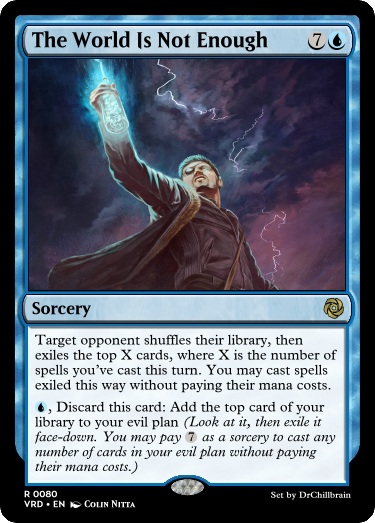 The World Is Not Enough 7
Sorcery
Target opponent shuffles their library, then
exiles the top X cards, where X is the number of
spells you've cast this turn. You may cast spells
exiled this way without paying their mana costs.
, Discard this card: Add the top card of your
library to your evil plan (Look at it, then exile it
face-down. You may pay 7 as a sorcery to cast any
number of cards in your evil plan without paying
their mana costs.)
R 0080
VRD • EN Colin Nitta
Set by DrChillbrain